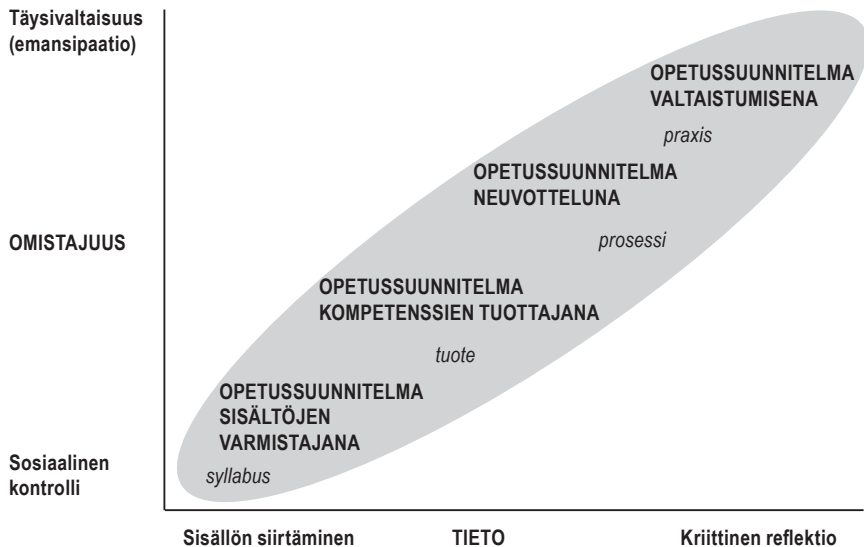 Täysivaltaisuus
(emansipaatio)
OPETUSSUUNNITELMA
VALTAISTUMISENA
praxis
OPETUSSUUNNITELMA
NEUVOTTELUNA
prosessi
OMISTAJUUS
OPETUSSUUNNITELMA
KOMPETENSSIEN TUOTTAJANA
tuote
OPETUSSUUNNITELMA
SISÄLTÖJEN
VARMISTAJANA
syllabus
Sosiaalinen
kontrolli
Sisällön siirtäminen
TIETO
Kriittinen reflektio